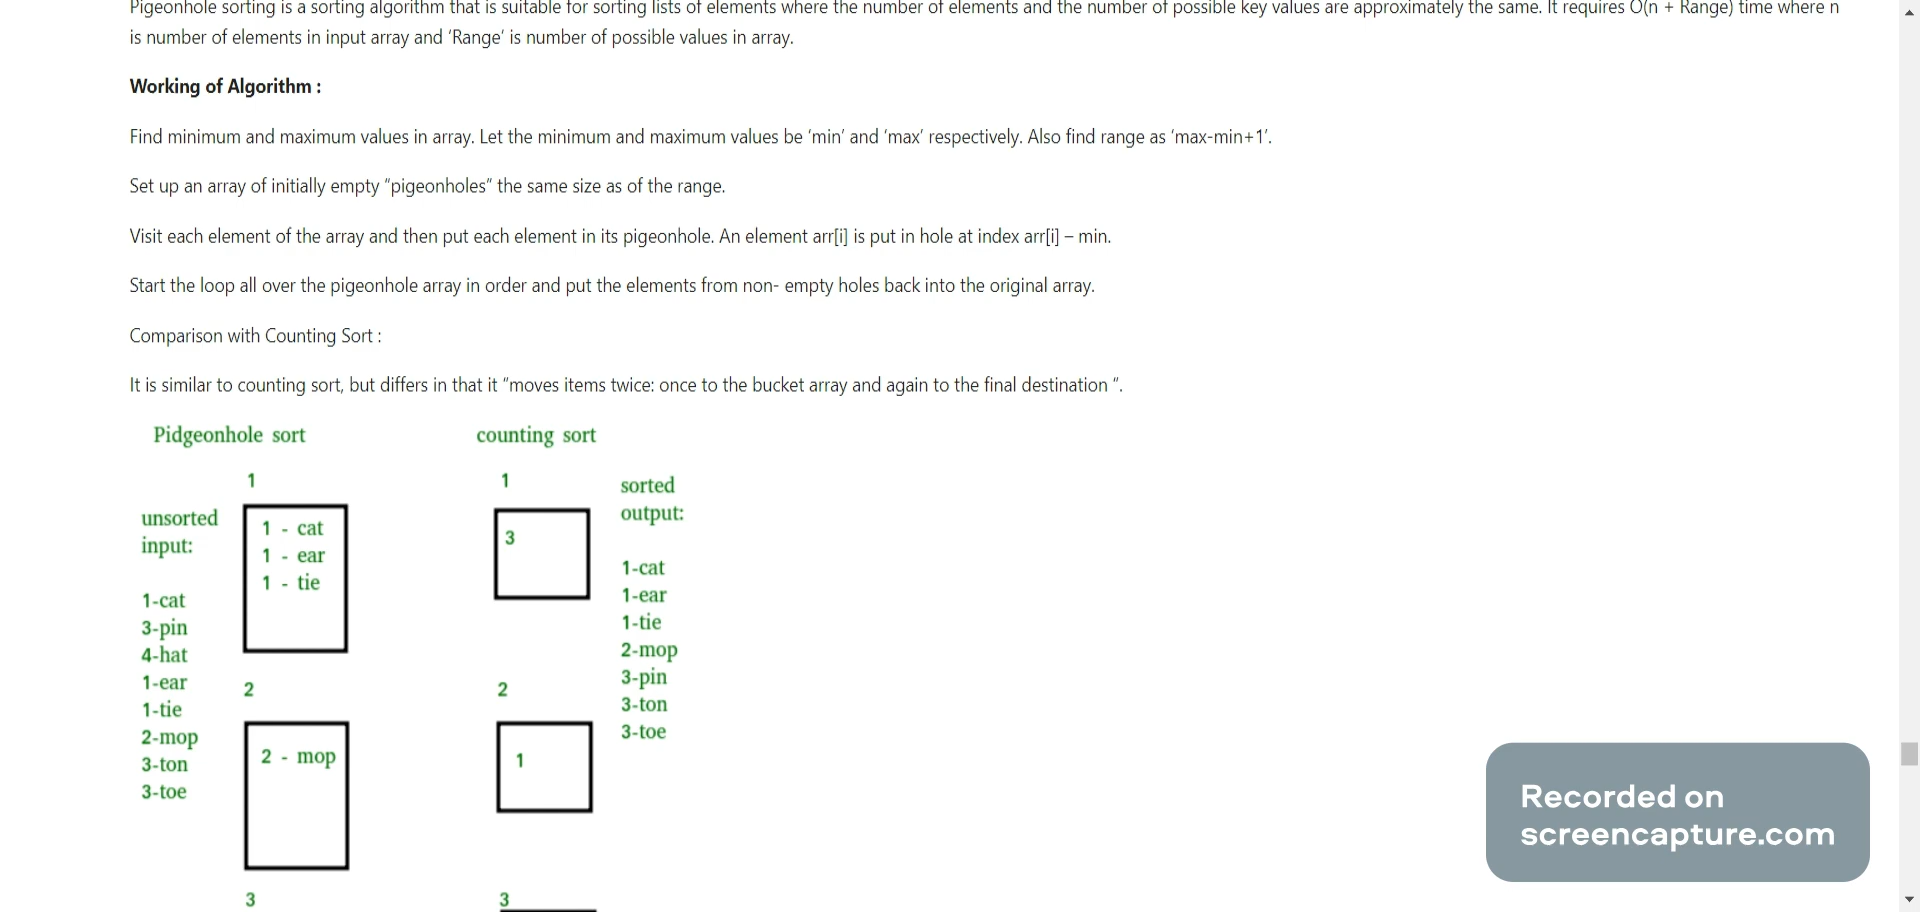 Pigeonhole sorting is a sorting algorithm that is suitable for sorting lists of elements where the number of elements and the number of possible key values are approximately the same. It requires O(n + Range) time where n
is number of elements in input array and ‘Range’ is number of possible values in array.
Working of Algorithm :
Find minimum and maximum values in array. Let the minimum and maximum values be ‘min’ and ‘max’ respectively. Also find range as ‘max-min+1’.
Set up an array of initially empty “pigeonholes” the same size as of the range.
Visit each element of the array and then put each element in its pigeonhole. An element arr[i] is put in hole at index arr[i] – min.
Start the loop all over the pigeonhole array in order and put the elements from non- empty holes back into the original array.
Comparison with Counting Sort :
It is similar to counting sort, but differs in that it “moves items twice: once to the bucket array and again to the final destination ”.
Pidgeonhole sort
unsorted
input:
1-cat
3-pin
4-hat
1-ear
1-tie
2-mop
3-ton
3-toe
1
1 - cat
1 - ear
1 - tie
2
2 - mop
3
counting sort
1
3
2
1
3
sorted
output:
1-cat
1-ear
1-tie
2-mop
3-pin
3-ton
3-toe
Recorded on
screencapture.com